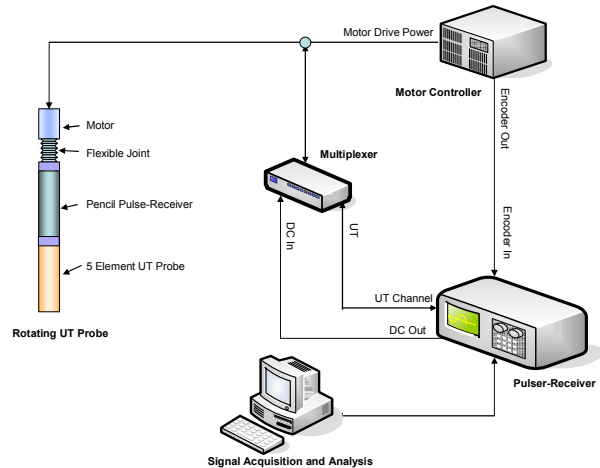 Motor Drive Power
Motor Controller
Motor
Flexible Joint
Pencil Pulse-Receiver
5 Element UT Probe
Rotating UT Probe
Multiplexer
Encoder Out
Encoder In
DC In
UT
UT Channel
DC Out
Pulser-Receiver
Signal Acquisition and Analysis